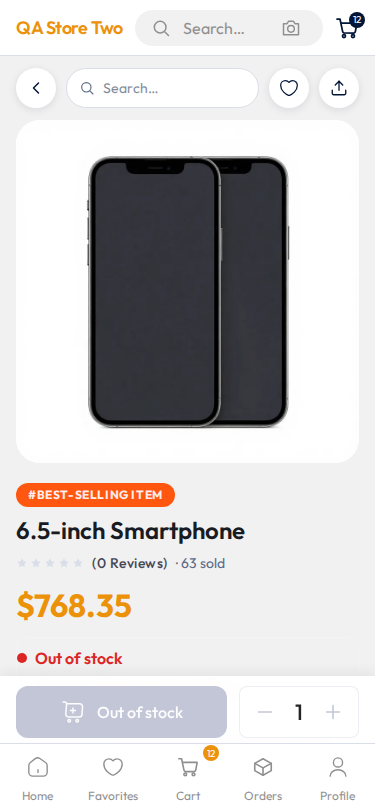 QA Store Two
Search...
12
Search...
#BEST-SELLING ITEM
6.5-inch Smartphone
(0 Reviews) · 63 sold
$768.35
Out of stock
Out of stock
1
12
Home
Favorites
Cart
Orders
Profile